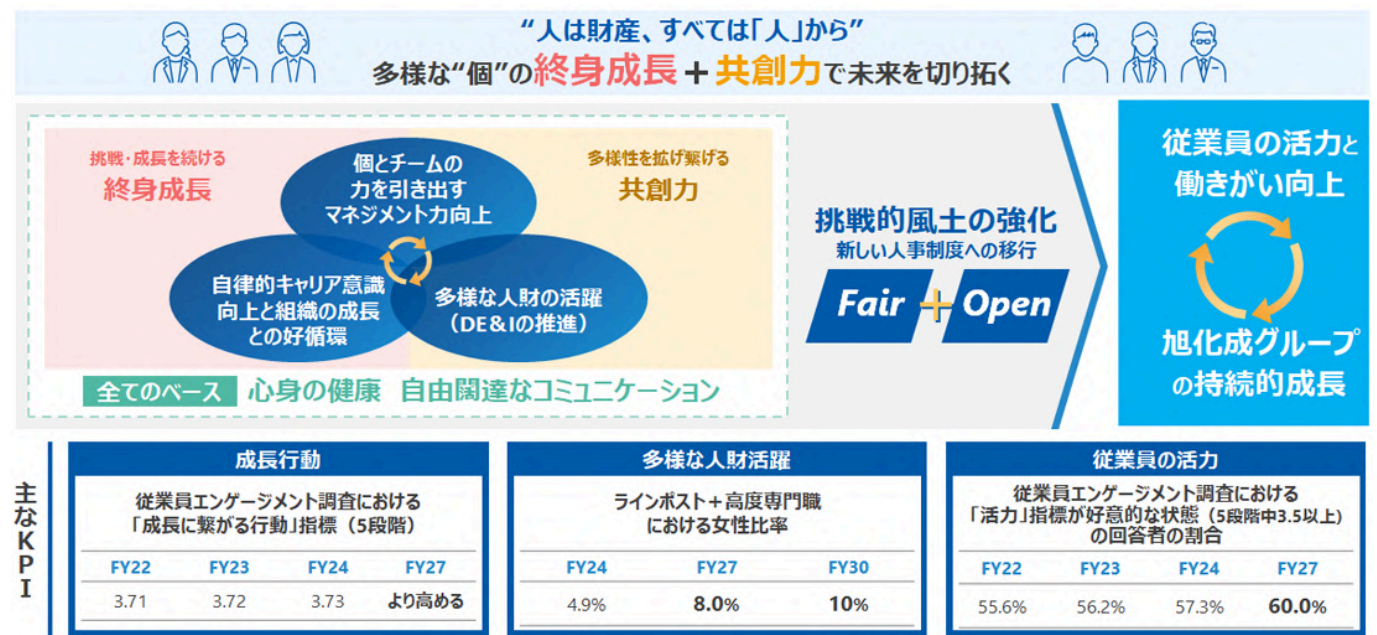 “人は財産、すべては「人」から”
多様な“個”の終身成長＋共創力で未来を切り拓く
挑戦・成長を続ける
終身成長
個とチームの
力を引き出す
マネジメント力向上
多様性を拡げ繋げる
共創力
自律的キャリア意識
向上と組織の成長
との好循環
多様な人財の活躍
（DE&Iの推進）
全てのベース 心身の健康 自由闊達なコミュニケーション
挑戦的風土の強化
新しい人事制度への移行
Fair + Open
従業員の活力と
働きがい向上
旭化成グループ
の持続的成長
主なKPI
成長行動
従業員エンゲージメント調査における
「成長に繋がる行動」指標（5段階）
FY22 FY23 FY24 FY27
3.71 3.72 3.73 より高める
多様な人財活躍
ラインポスト＋高度専門職
における女性比率
FY24 FY27 FY30
4.9% 8.0% 10%
従業員の活力
従業員エンゲージメント調査における
「活力」指標が好意的な状態（5段階中3.5以上）
の回答者の割合
FY22 FY23 FY24 FY27
55.6% 56.2% 57.3% 60.0%